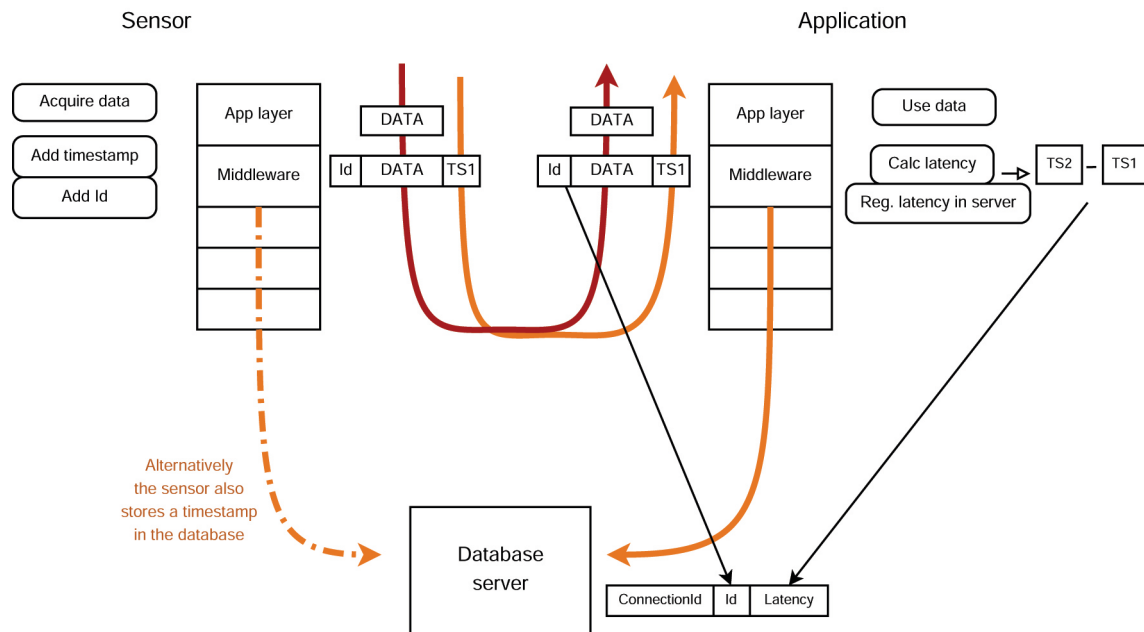 Sensor
Application
Acquire data
Add timestamp
Add Id
App layer
Middleware
DATA
Id DATA TS1
DATA
Id DATA TS1
App layer
Middleware
Use data
Calc latency
Reg. latency in server
TS2 - TS1
Alternatively
the sensor also
stores a timestamp
in the database
Database
server
ConnectionId Id Latency